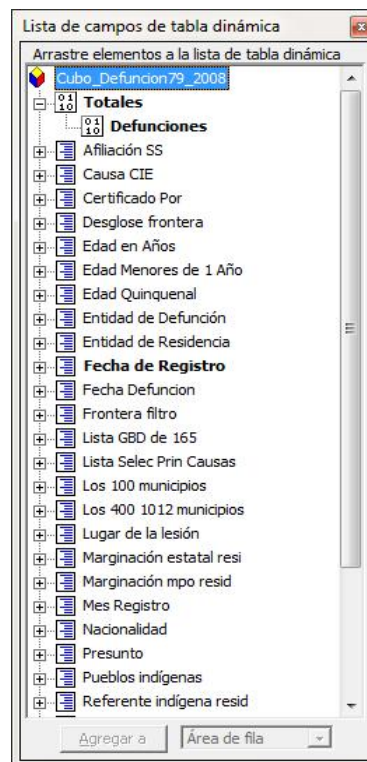 Lista de campos de tabla dinámica
Arrastre elementos a la lista de tabla dinámica
Cubo_Defuncion79_2008
Totales
Defunciones
Afiliación SS
Causa CIE
Certificado Por
Desglose frontera
Edad en Años
Edad Menores de 1 Año
Edad Quinquenal
Entidad de Defunción
Entidad de Residencia
Fecha de Registro
Fecha Defuncion
Frontera filtro
Lista GBD de 165
Lista Selec Prin Causas
Los 100 municipios
Los 400 1012 municipios
Lugar de la lesión
Marginación estatal resi
Marginación mpo resid
Mes Registro
Nacionalidad
Presunto
Pueblos indígenas
Referente indígena resid
Agregar a Área de fila